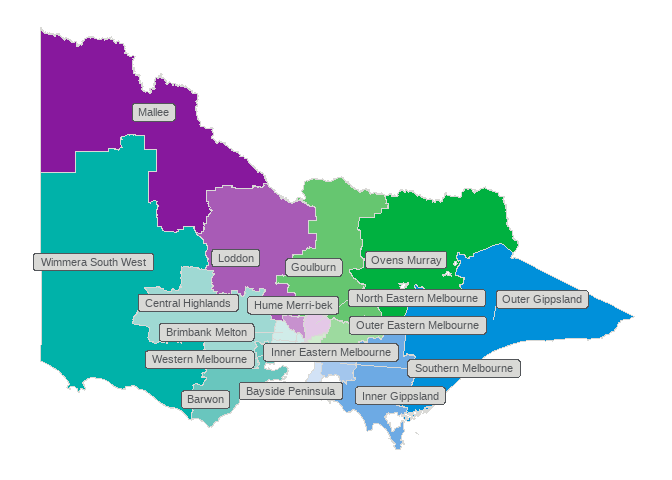 Mallee
Wimmera South West
Loddon
Ovens Murray
Goulburn
Central Highlands
Hume Merri-bek
North Eastern Melbourne
Outer Gippsland
Brimbank Melton
Outer Eastern Melbourne
Western Melbourne
Inner Eastern Melbourne
Southern Melbourne
Barwon
Bayside Peninsula
Inner Gippsland